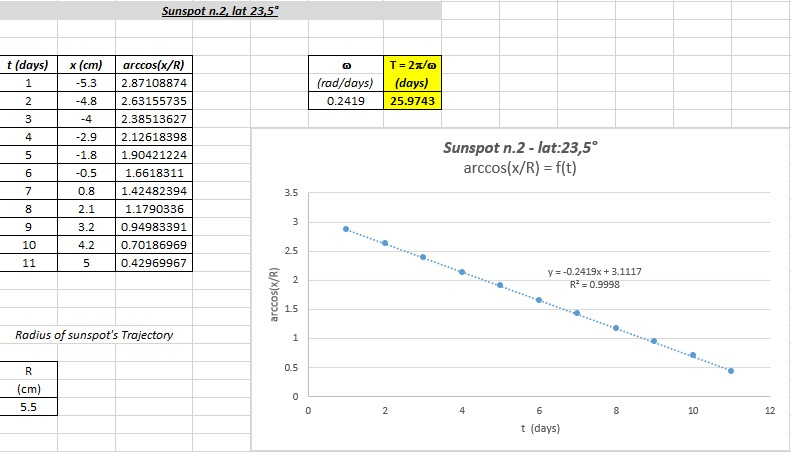 Sunspot n.2, lat 23,5°
t (days) x (cm) arccos(x/R)
1 -5.3 2.87108874
2 -4.8 2.63155735
3 -4 2.38513627
4 -2.9 2.12618398
5 -1.8 1.90421224
6 -0.5 1.6618311
7 0.8 1.42482394
8 2.1 1.1790336
9 3.2 0.94983391
10 4.2 0.70186969
11 5 0.42969967
ω T = 2π/ω
(rad/days) (days)
0.2419 25.9743
Sunspot n.2 - lat:23,5°
arccos(x/R) = f(t)
3.5
3
2.5
2
1.5
1
0.5
0
arccos(x/R)
y = -0.2419x + 3.1117
R² = 0.9998
0 2 4 6 8 10 12
t (days)
Radius of sunspot's Trajectory
R
(cm)
5.5